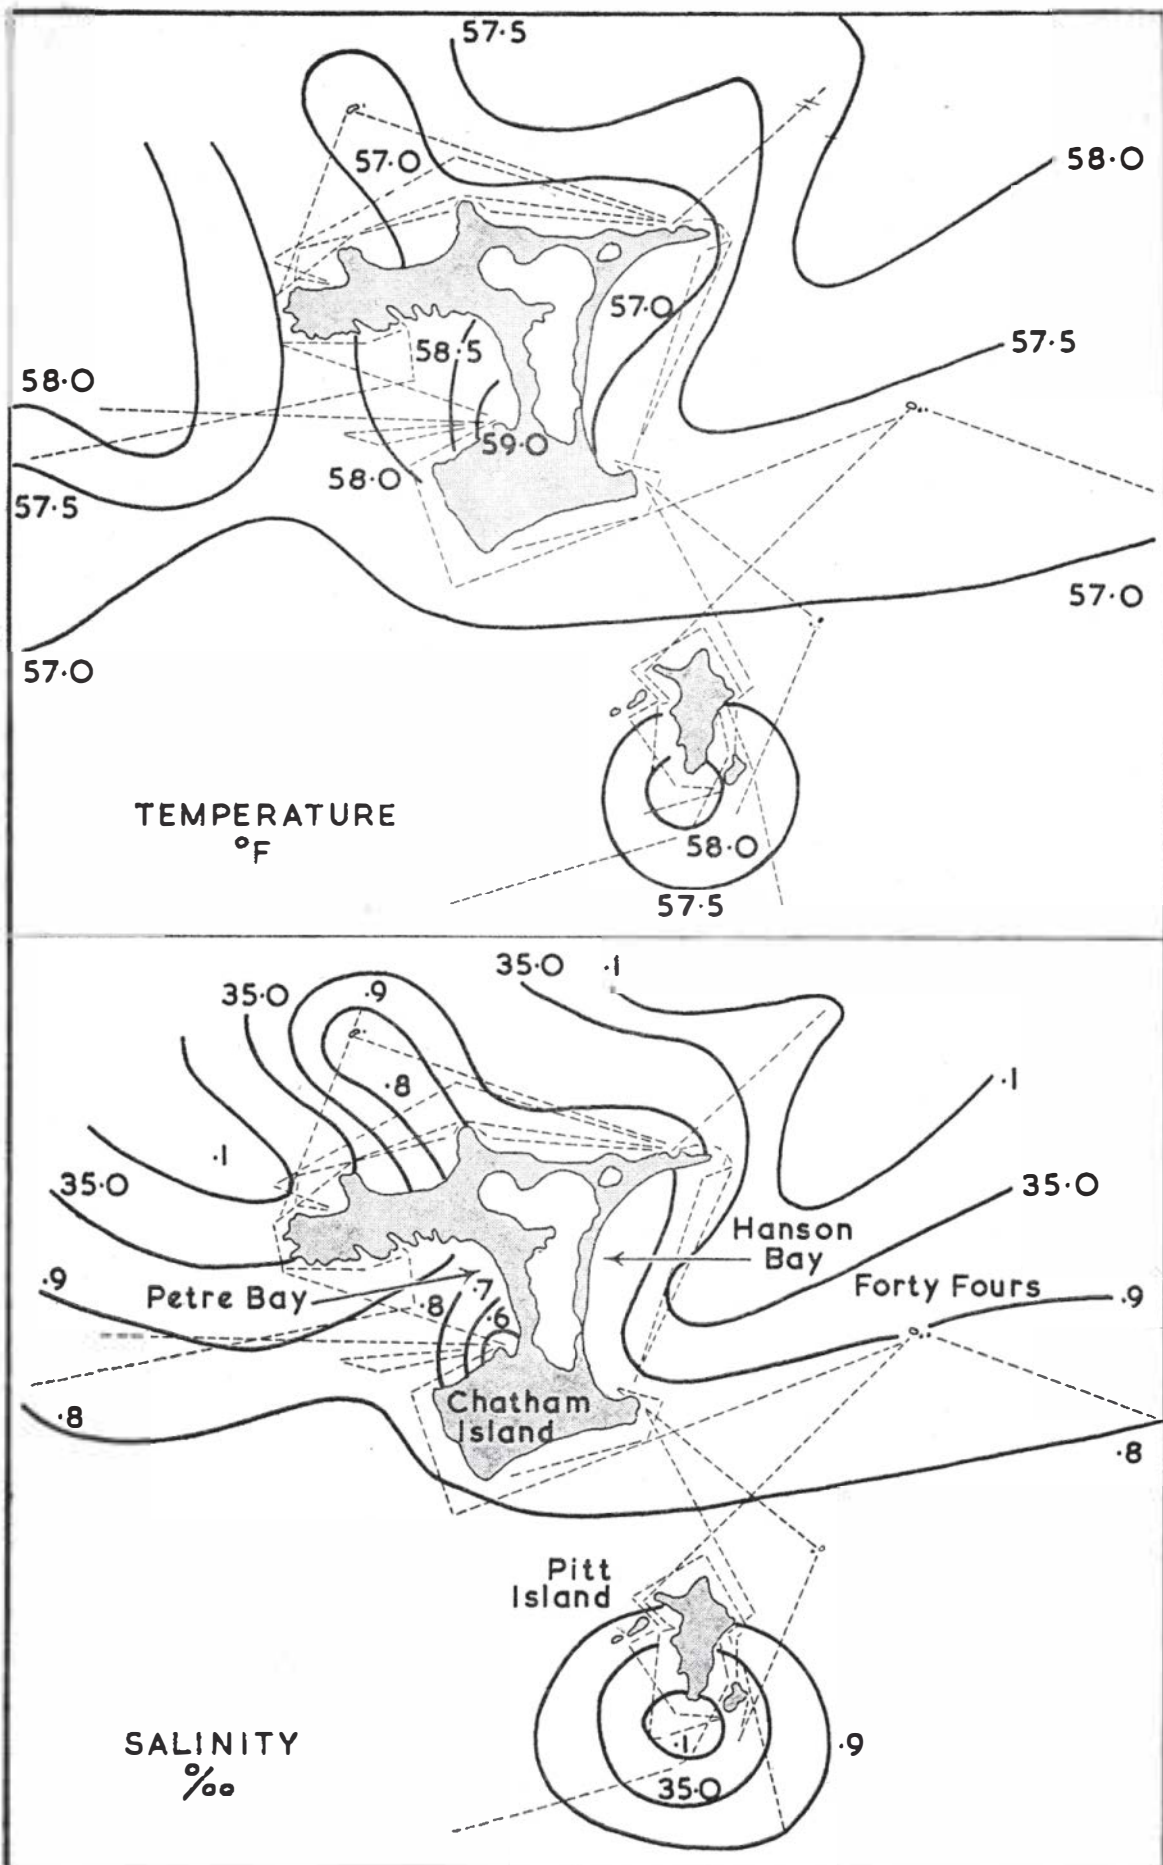 57·5
58·0
57·0
57·0
57·5
58·5
58·0
59·0
58·0
57·5
57·0
57·0
TEMPERATURE
°F
58·0
57·5
35·0 ·1
35·0 ·9
·8
·1
·1
35·0
35·0
Hanson
Bay
·9
Petre Bay
·7
·8
·6
Forty Fours
·9
Chatham
Island
·8
·8
Pitt
Island
SALINITY
‰
·1
·9
35·0